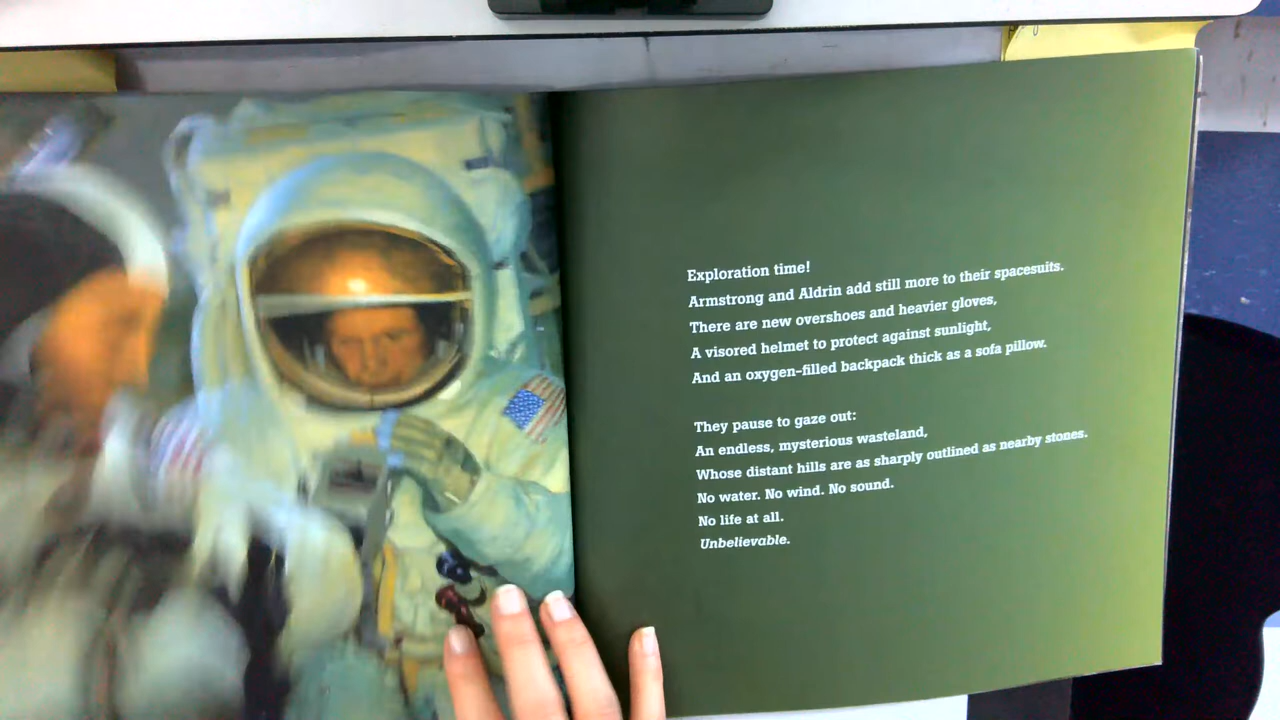 Exploration time!
Armstrong and Aldrin add still more to their spacesuits.
There are new overshoes and heavier gloves,
A visored helmet to protect against sunlight,
And an oxygen-filled backpack thick as a sofa pillow.
They pause to gaze out:
An endless, mysterious wasteland,
Whose distant hills are as sharply outlined as nearby stones.
No water. No wind. No sound.
No life at all.
Unbelievable.